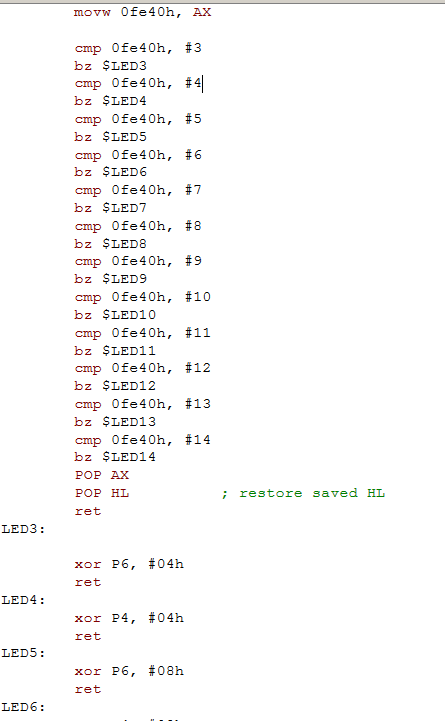 movw 0fe40h, AX
cmp 0fe40h, #3
bz $LED3
cmp 0fe40h, #4
bz $LED4
cmp 0fe40h, #5
bz $LED5
cmp 0fe40h, #6
bz $LED6
cmp 0fe40h, #7
bz $LED7
cmp 0fe40h, #8
bz $LED8
cmp 0fe40h, #9
bz $LED9
cmp 0fe40h, #10
bz $LED10
cmp 0fe40h, #11
bz $LED11
cmp 0fe40h, #12
bz $LED12
cmp 0fe40h, #13
bz $LED13
cmp 0fe40h, #14
bz $LED14
POP AX
POP HL ; restore saved HL
ret
LED3:
xor P6, #04h
ret
LED4:
xor P4, #04h
ret
LED5:
xor P6, #08h
ret
LED6: